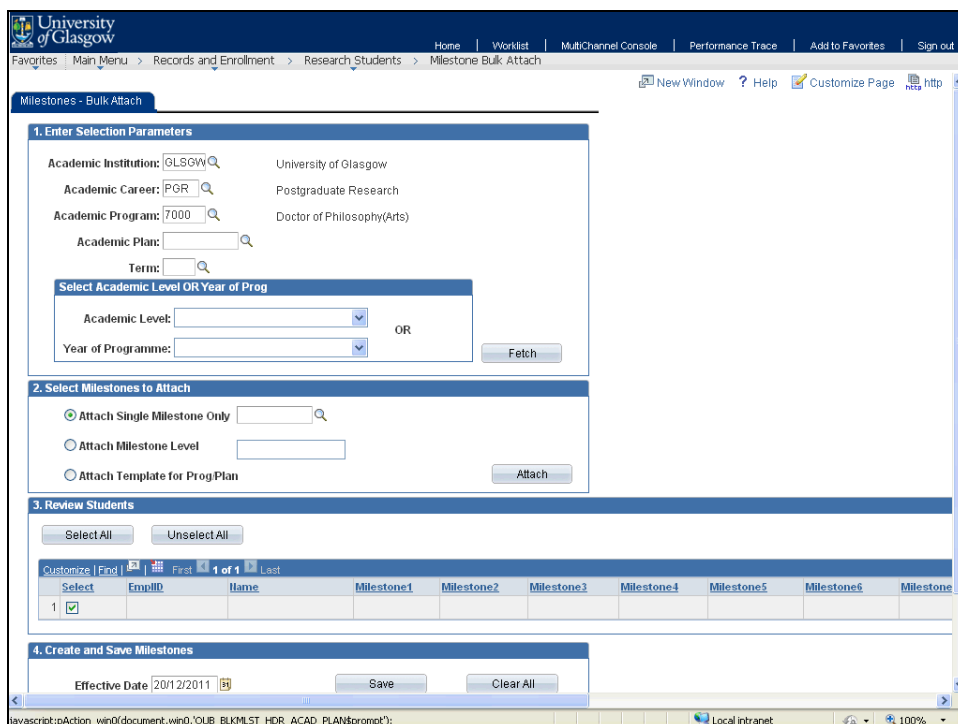 University
of Glasgow
Home | Worklist | MultiChannel Console | Performance Trace | Add to Favorites | Sign out
Favorites | Main Menu > Records and Enrollment > Research Students > Milestone Bulk Attach
New Window ? Help Customize Page http
Milestones - Bulk Attach
1. Enter Selection Parameters
Academic Institution: GLSGW University of Glasgow
Academic Career: PGR Postgraduate Research
Academic Program: 7000 Doctor of Philosophy(Arts)
Academic Plan:
Term:
Select Academic Level OR Year of Prog
Academic Level:
OR
Year of Programme:
Fetch
2. Select Milestones to Attach
Attach Single Milestone Only
Attach Milestone Level
Attach Template for Prog/Plan Attach
3. Review Students
Select All Unselect All
Customize | Find | First 1 of 1 Last
Select EmplID Name Milestone1 Milestone2 Milestone3 Milestone4 Milestone5 Milestone6 Milestone
1
4. Create and Save Milestones
Effective Date 20/12/2011 31 Save Clear All
javascript:pAction_win0(document.win0,'OUB_BLKMLST_HDR_ACAD_PLAN$prompt'); Local intranet 100%